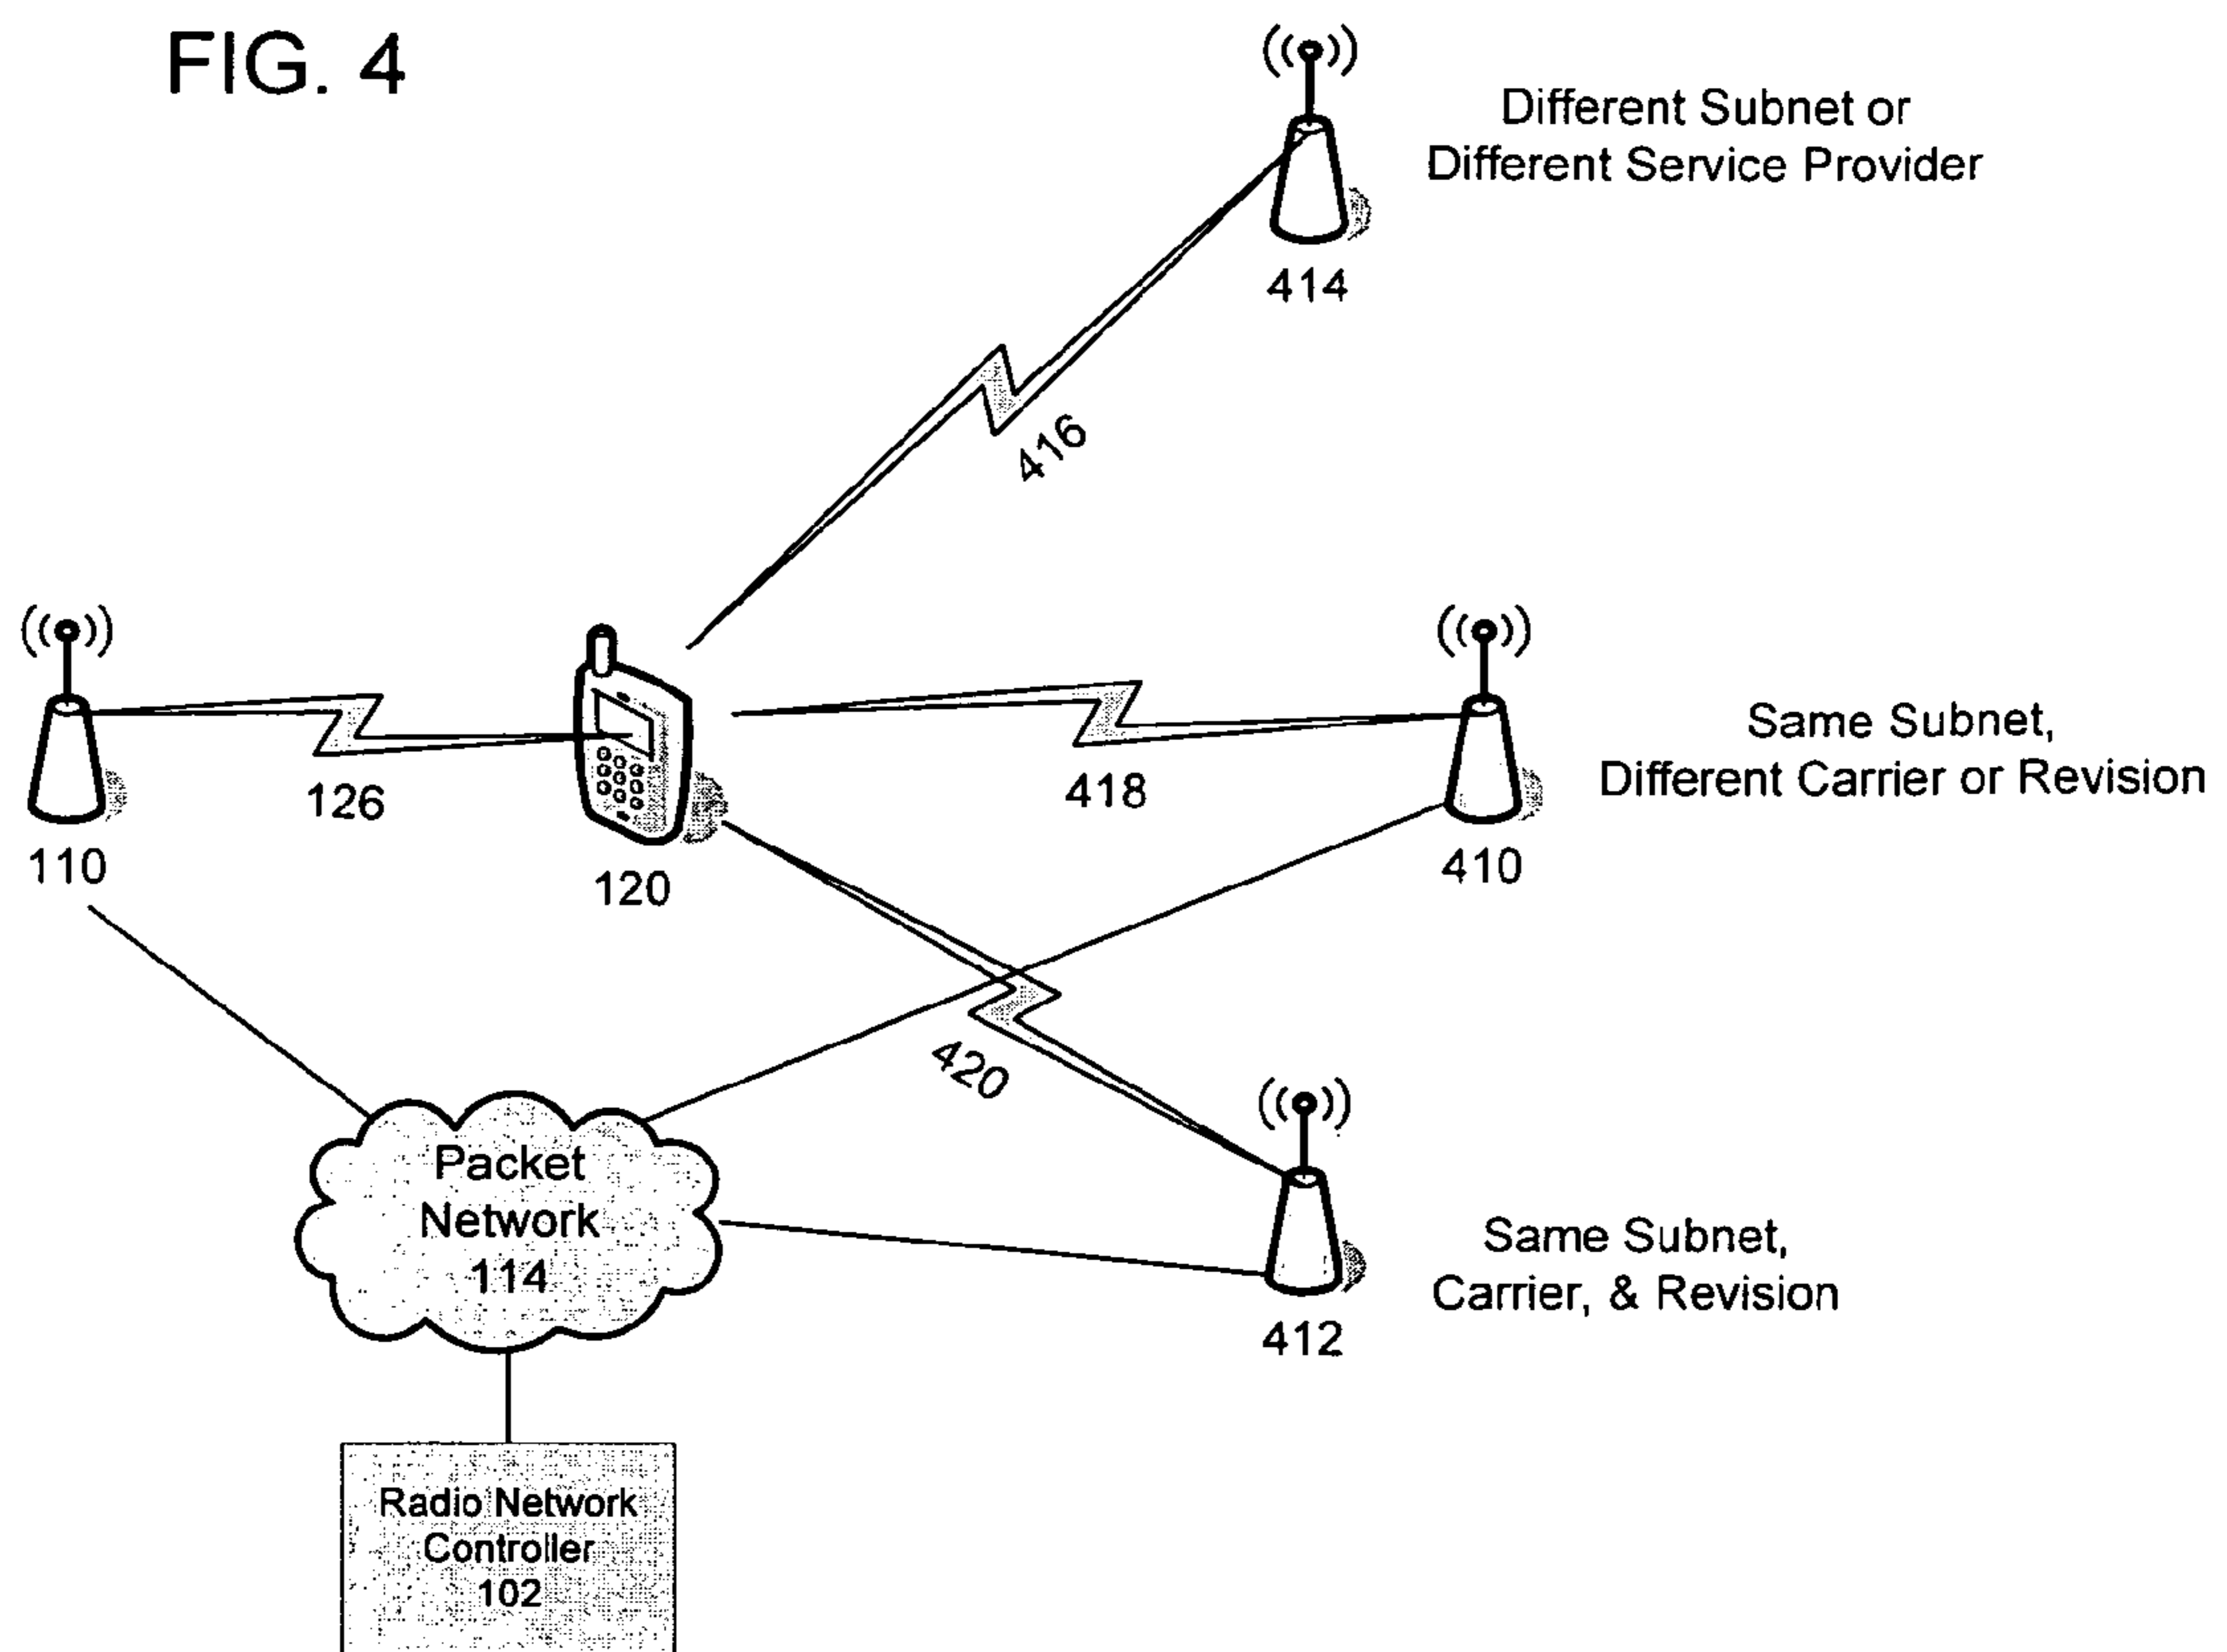 FIG. 4
Different Subnet or
Different Service Provider
414
416
126
418
Same Subnet,
Different Carrier or Revision
110
120
410
420
Packet
Network
114
Same Subnet,
Carrier, & Revision
412
Radio Network
Controller
102